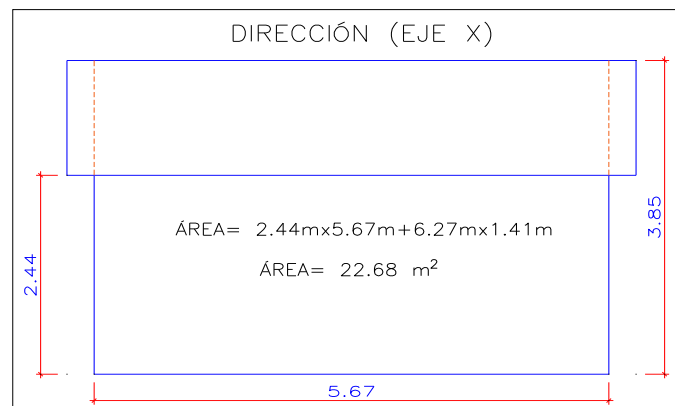 DIRECCIÓN (EJE X)
ÁREA= 2.44mx5.67m+6.27mx1.41m
ÁREA= 22.68 m²
2.44
3.85
5.67